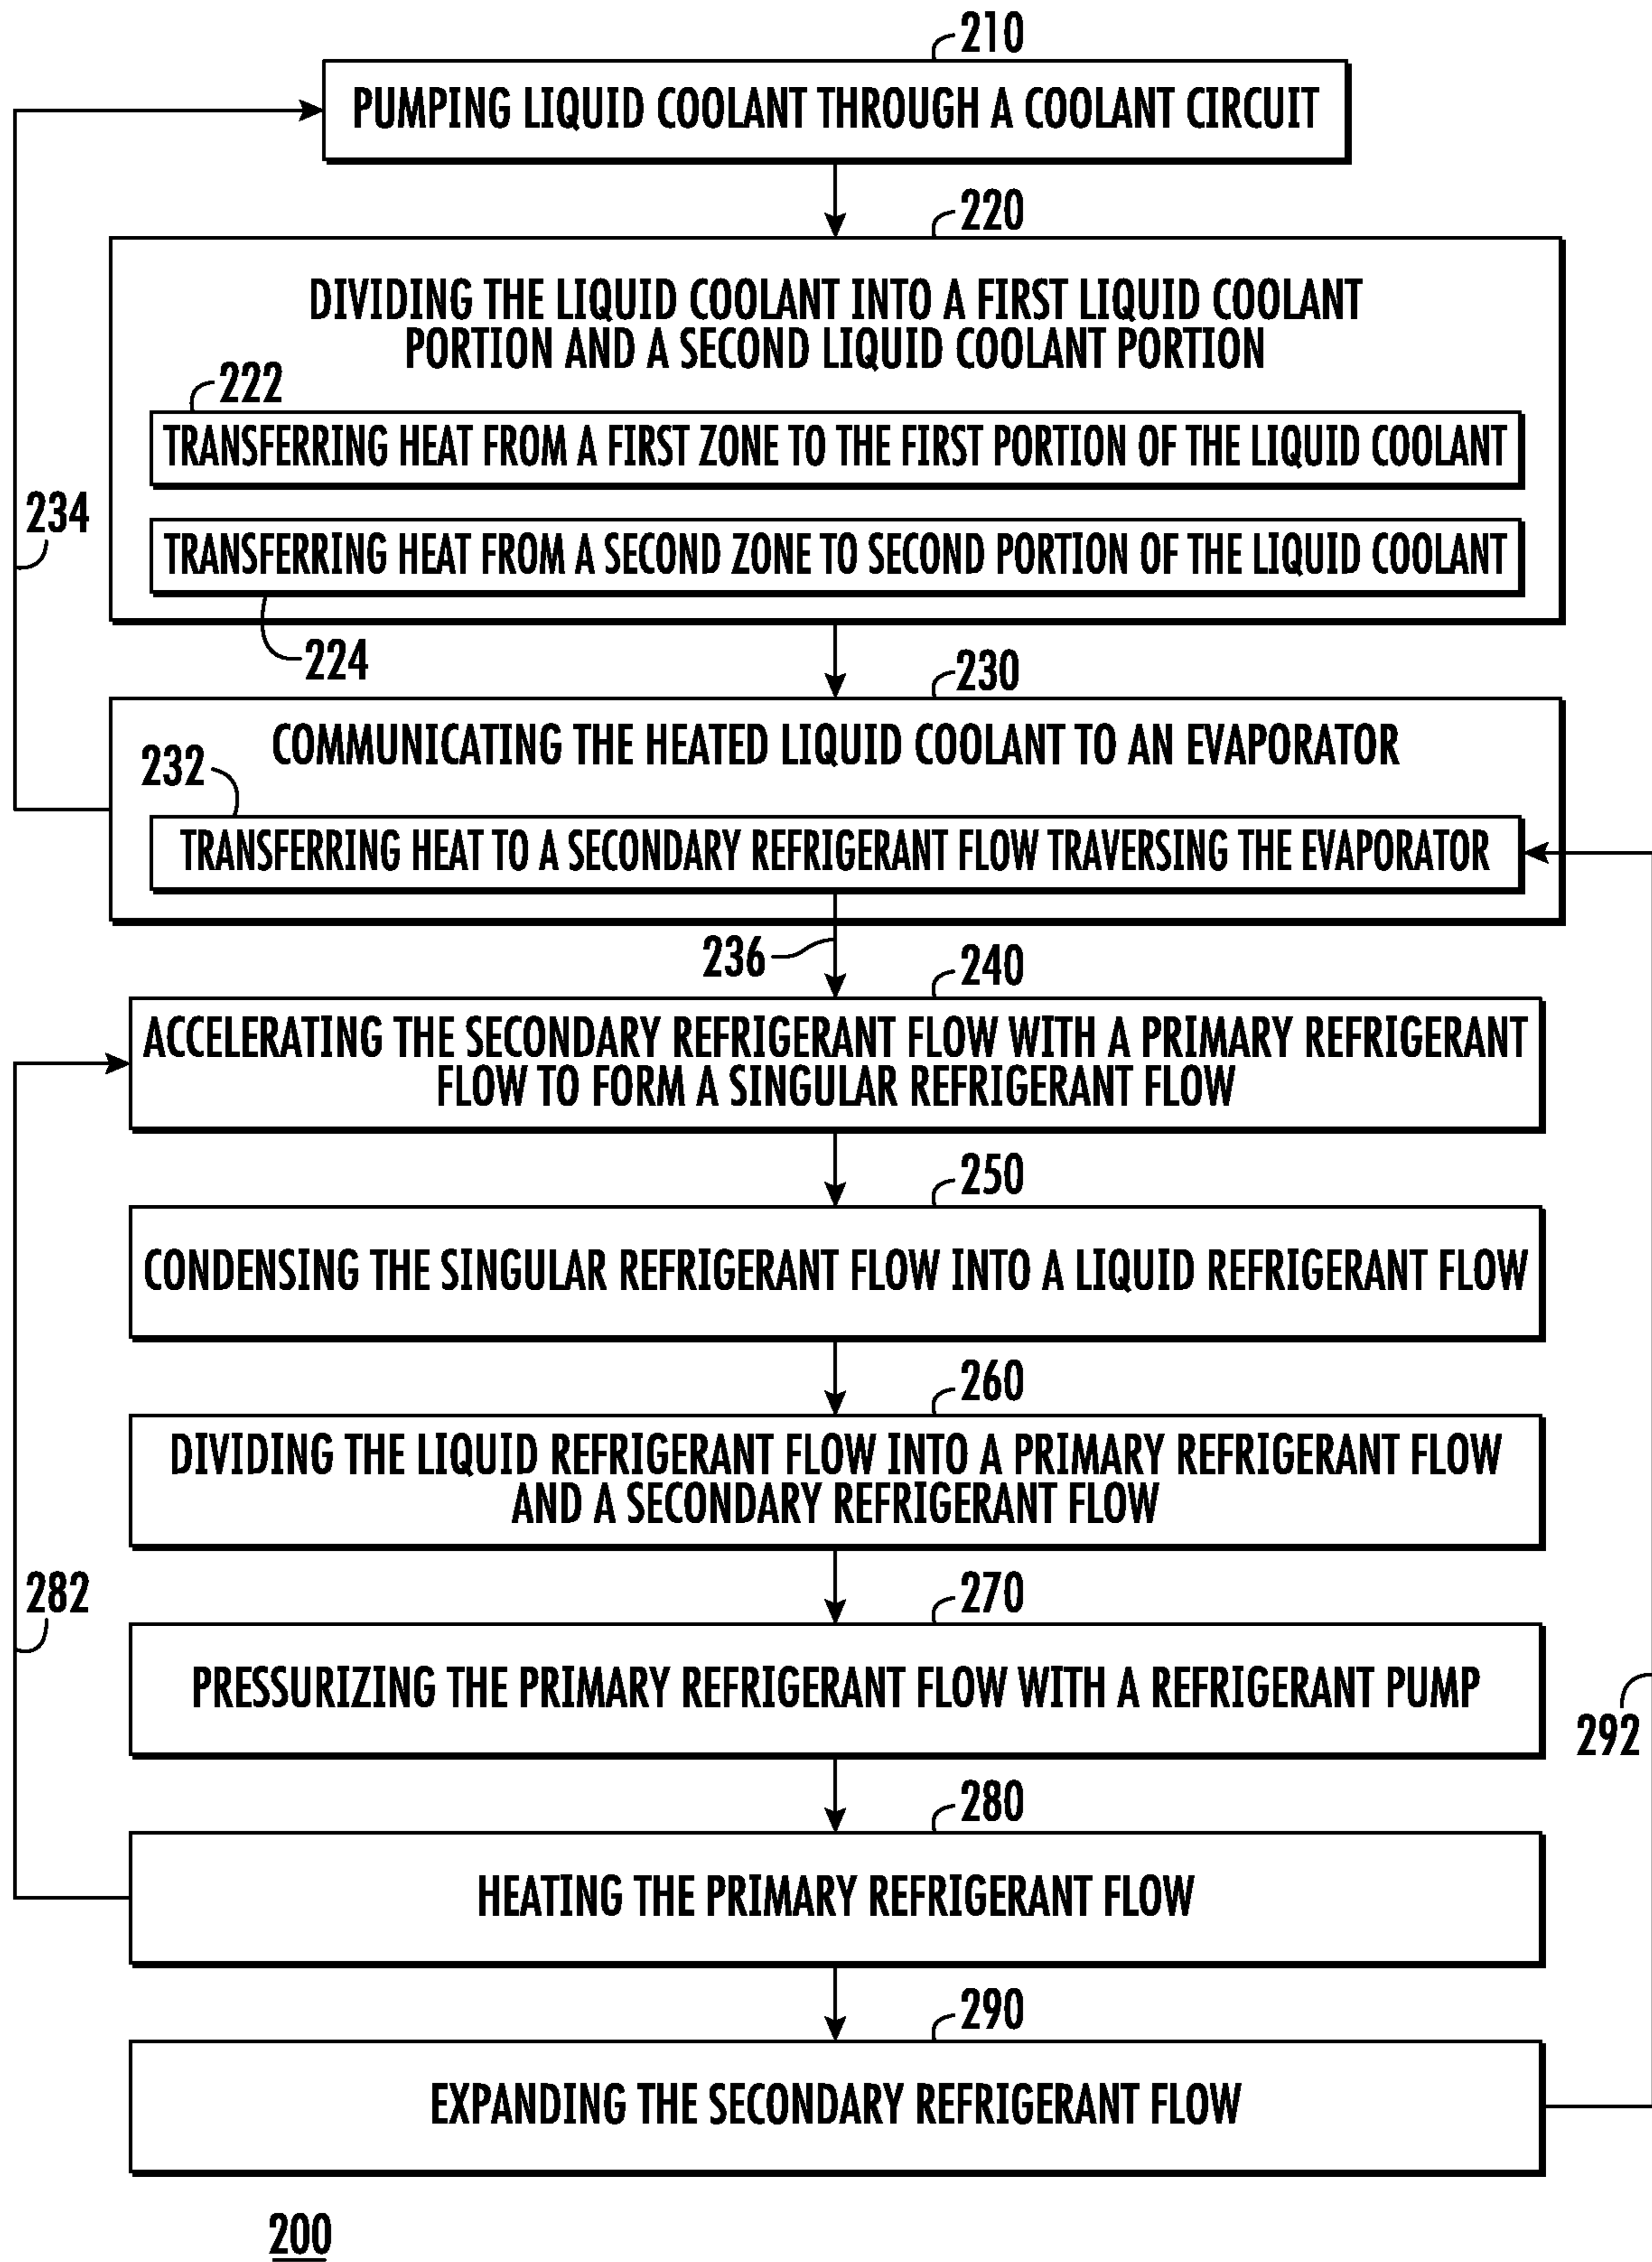 210
PUMPING LIQUID COOLANT THROUGH A COOLANT CIRCUIT
220
DIVIDING THE LIQUID COOLANT INTO A FIRST LIQUID COOLANT
PORTION AND A SECOND LIQUID COOLANT PORTION
222
TRANSFERRING HEAT FROM A FIRST ZONE TO THE FIRST PORTION OF THE LIQUID COOLANT
234
TRANSFERRING HEAT FROM A SECOND ZONE TO SECOND PORTION OF THE LIQUID COOLANT
224
230
COMMUNICATING THE HEATED LIQUID COOLANT TO AN EVAPORATOR
232
TRANSFERRING HEAT TO A SECONDARY REFRIGERANT FLOW TRAVERSING THE EVAPORATOR
236
240
ACCELERATING THE SECONDARY REFRIGERANT FLOW WITH A PRIMARY REFRIGERANT
FLOW TO FORM A SINGULAR REFRIGERANT FLOW
250
CONDENSING THE SINGULAR REFRIGERANT FLOW INTO A LIQUID REFRIGERANT FLOW
260
DIVIDING THE LIQUID REFRIGERANT FLOW INTO A PRIMARY REFRIGERANT FLOW
AND A SECONDARY REFRIGERANT FLOW
282
270
PRESSURIZING THE PRIMARY REFRIGERANT FLOW WITH A REFRIGERANT PUMP
292
280
HEATING THE PRIMARY REFRIGERANT FLOW
290
EXPANDING THE SECONDARY REFRIGERANT FLOW
200